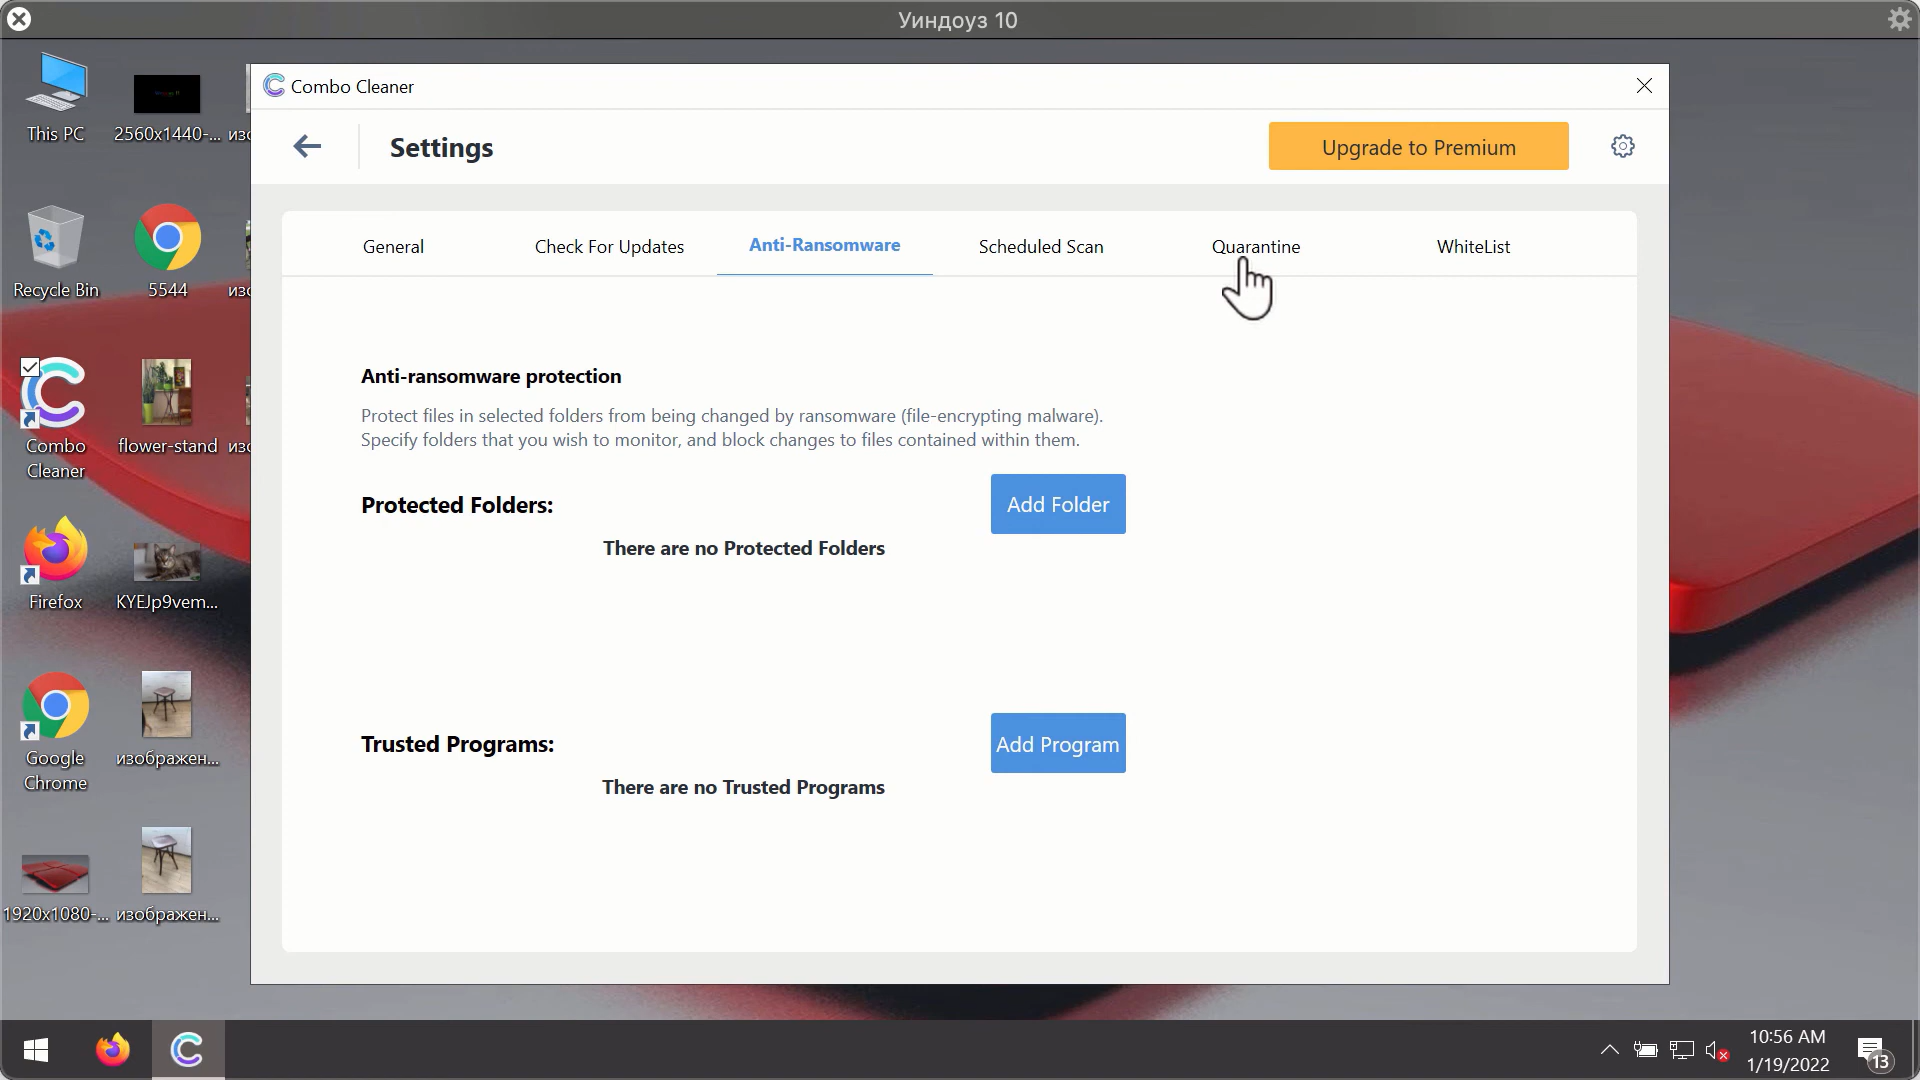 Уиндоуз 10
This PC
2560x1440-...
изо
Combo Cleaner
Settings
Upgrade to Premium
General
Check For Updates
Anti-Ransomware
Scheduled Scan
Quarantine
WhiteList
Recycle Bin
5544
изо
Anti-ransomware protection
Protect files in selected folders from being changed by ransomware (file-encrypting malware).
Specify folders that you wish to monitor, and block changes to files contained within them.
Combo
Cleaner
flower-stand
изо
Protected Folders:
Add Folder
There are no Protected Folders
Firefox
KYEJp9vem...
Trusted Programs:
Add Program
There are no Trusted Programs
Google
Chrome
изображен...
1920x1080-...
изображен...
10:56 AM
1/19/2022
13